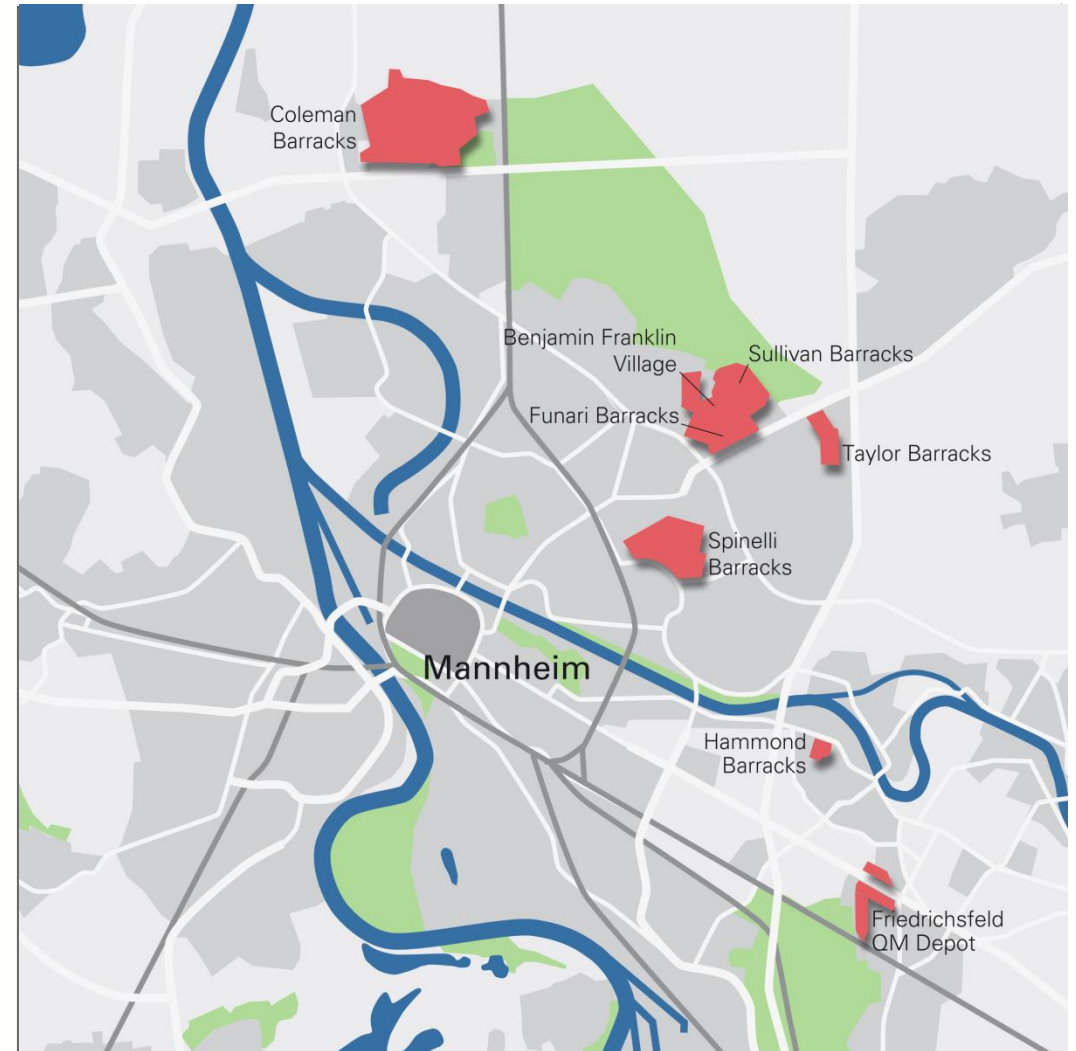 Coleman
Barracks
Benjamin Franklin
Village
Sullivan Barracks
Funari Barracks
Taylor Barracks
Spinelli
Barracks
Mannheim
Hammond
Barracks
Friedrichsfeld
QM Depot